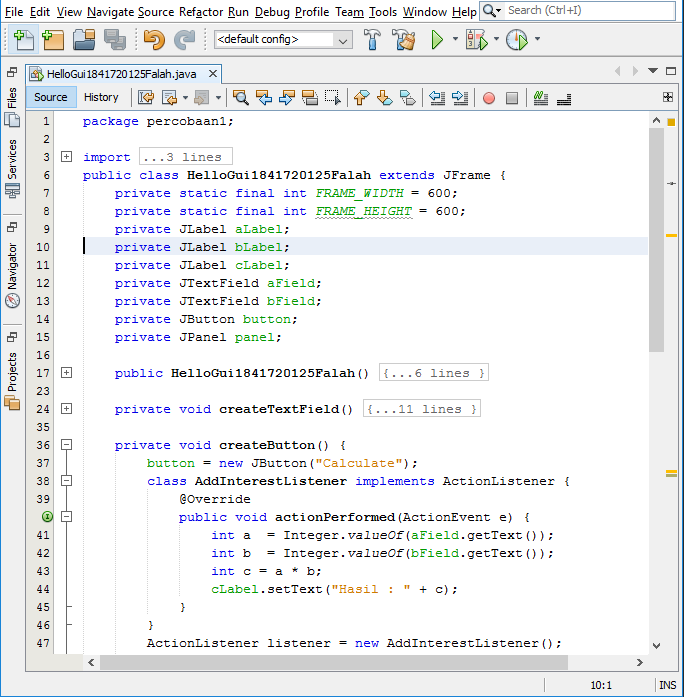 File Edit View Navigate Source Refactor Run Debug Profile Team Tools Window Help Search (Ctrl+I)
<default config>
HelloGui1841720125Falah.java
Source History
Files
Services
Navigator
Projects
1 package percobaan1;
2
3 import ...3 lines
6 public class HelloGui1841720125Falah extends JFrame {
7 private static final int FRAME_WIDTH = 600;
8 private static final int FRAME_HEIGHT = 600;
9 private JLabel aLabel;
10 private JLabel bLabel;
11 private JLabel cLabel;
12 private JTextField aField;
13 private JTextField bField;
14 private JButton button;
15 private JPanel panel;
16
17 public HelloGui1841720125Falah() {...6 lines }
23
24 private void createTextField() {...11 lines }
35
36 private void createButton() {
37 button = new JButton("Calculate");
38 class AddInterestListener implements ActionListener {
39 @Override
public void actionPerformed(ActionEvent e) {
41 int a  = Integer.valueOf(aField.getText());
42 int b  = Integer.valueOf(bField.getText());
43 int c = a * b;
44 cLabel.setText("Hasil : " + c);
45 }
46 }
47 ActionListener listener = new AddInterestListener();
10:1 INS